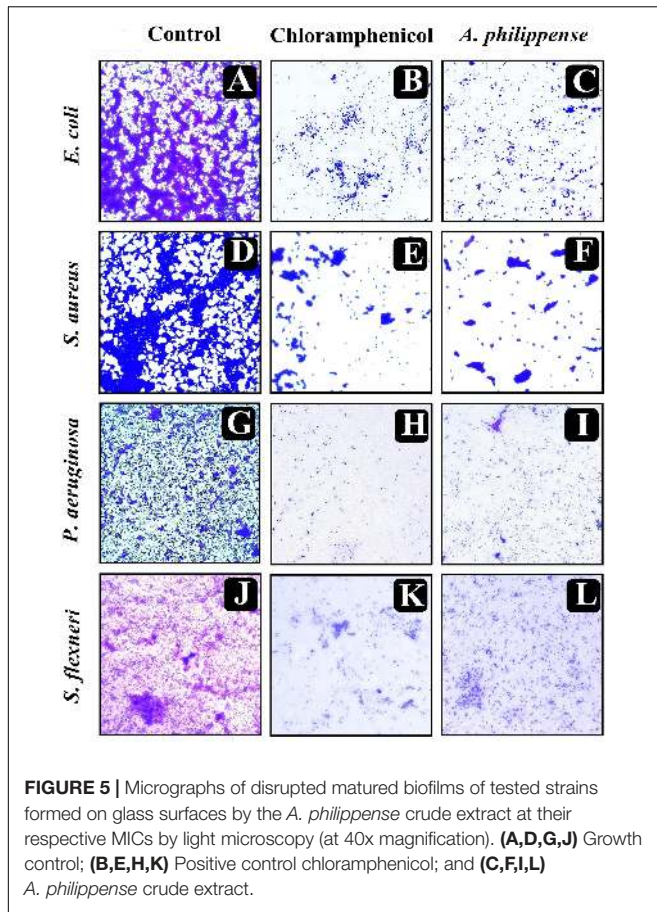 Control Chloramphenicol A. philippense
E. coli
A B C
S. aureus
D E F
P. aeruginosa
G H I
S. flexneri
J K L
FIGURE 5 | Micrographs of disrupted matured biofilms of tested strains
formed on glass surfaces by the A. philippense crude extract at their
respective MICs by light microscopy (at 40x magnification). (A,D,G,J) Growth
control; (B,E,H,K) Positive control chloramphenicol; and (C,F,I,L)
A. philippense crude extract.